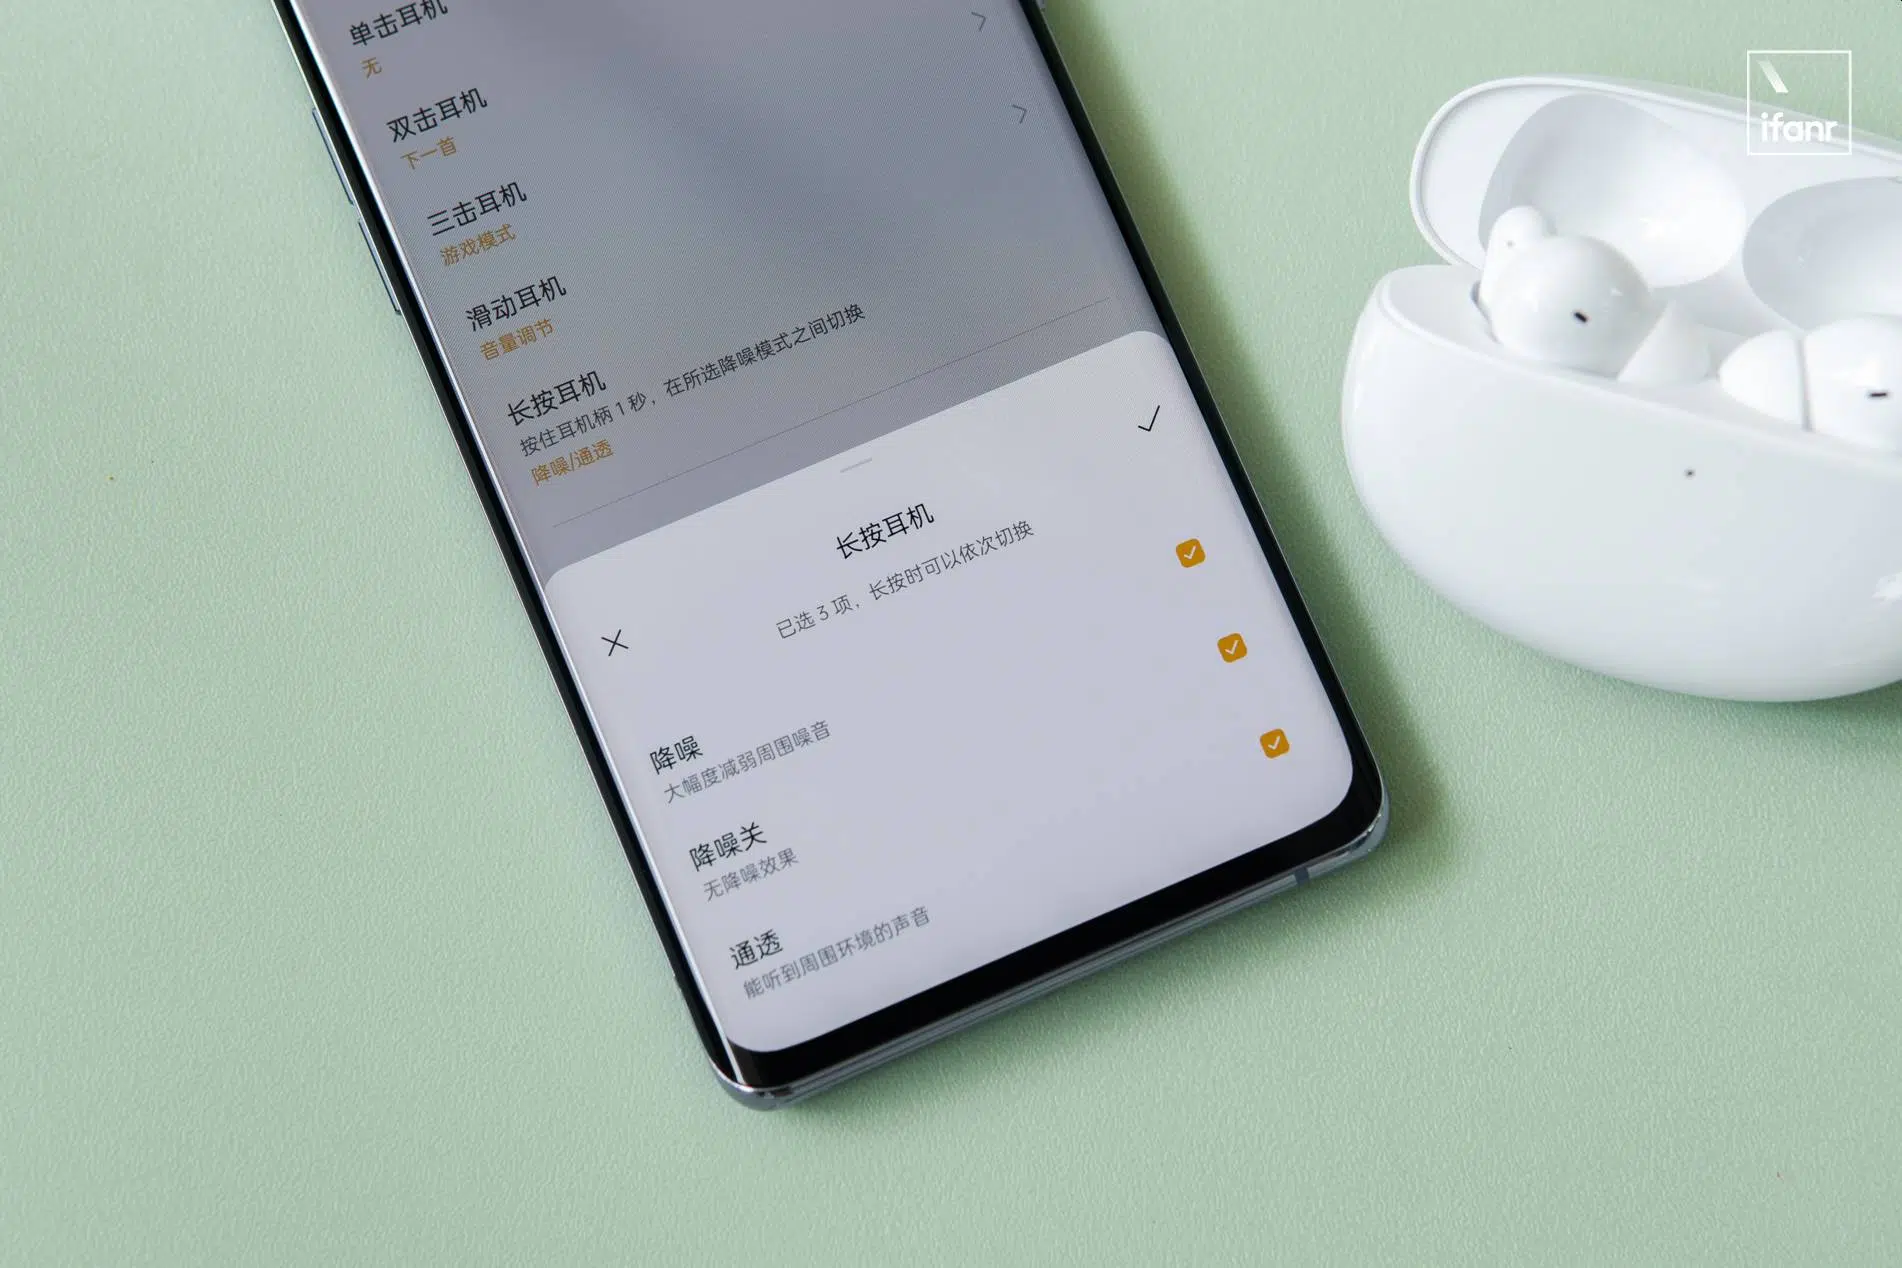 单击耳机
无
双击耳机
下一首
三击耳机
游戏模式
滑动耳机
音量调节
长按耳机
按住耳机柄 1 秒，在所选降噪模式之间切换
降噪/通透
长按耳机
已选 3 项，长按时可以依次切换
降噪
大幅度减弱周围噪音
降噪关
无降噪效果
通透
能听到周围环境的声音
ifanr